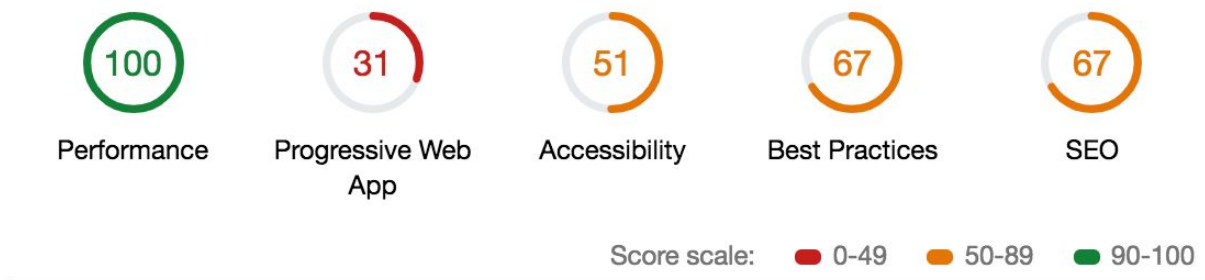 100
31
51
67
67
Performance
Progressive Web
App
Accessibility
Best Practices
SEO
Score scale: 0-49 50-89 90-100